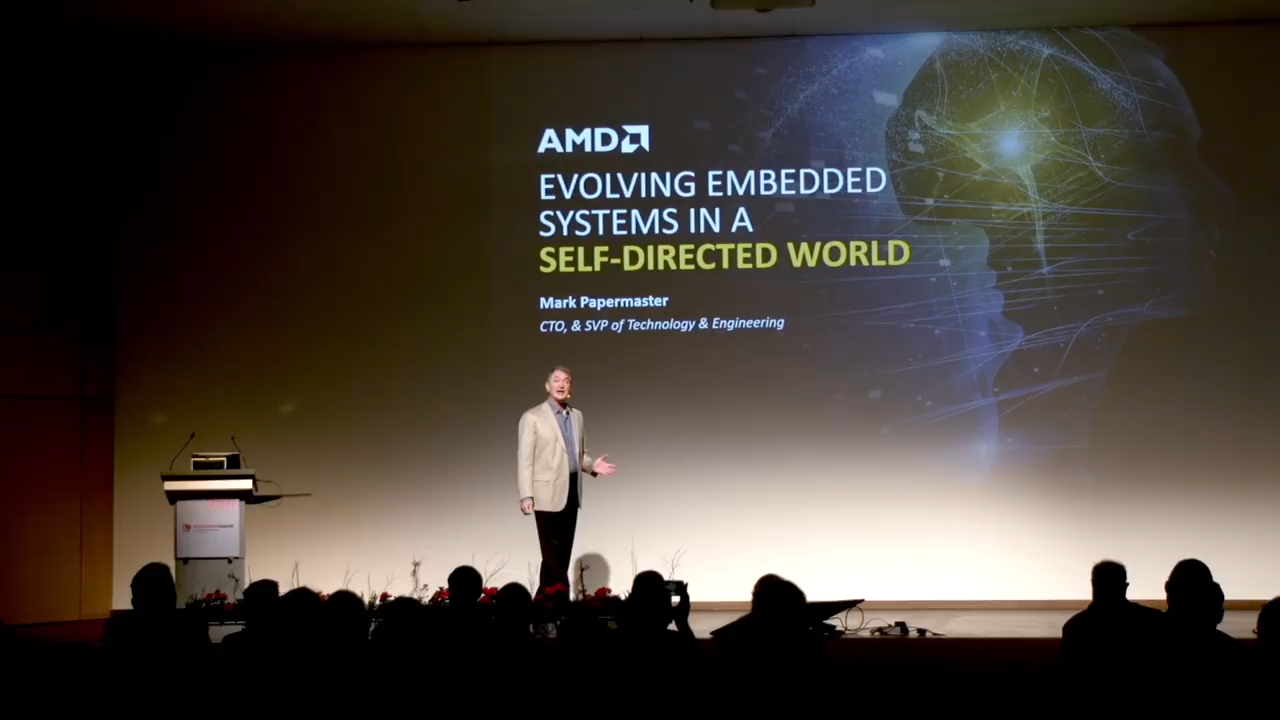 AMD
EVOLVING EMBEDDED
SYSTEMS IN A
SELF-DIRECTED WORLD
Mark Papermaster
CTO, & SVP of Technology & Engineering